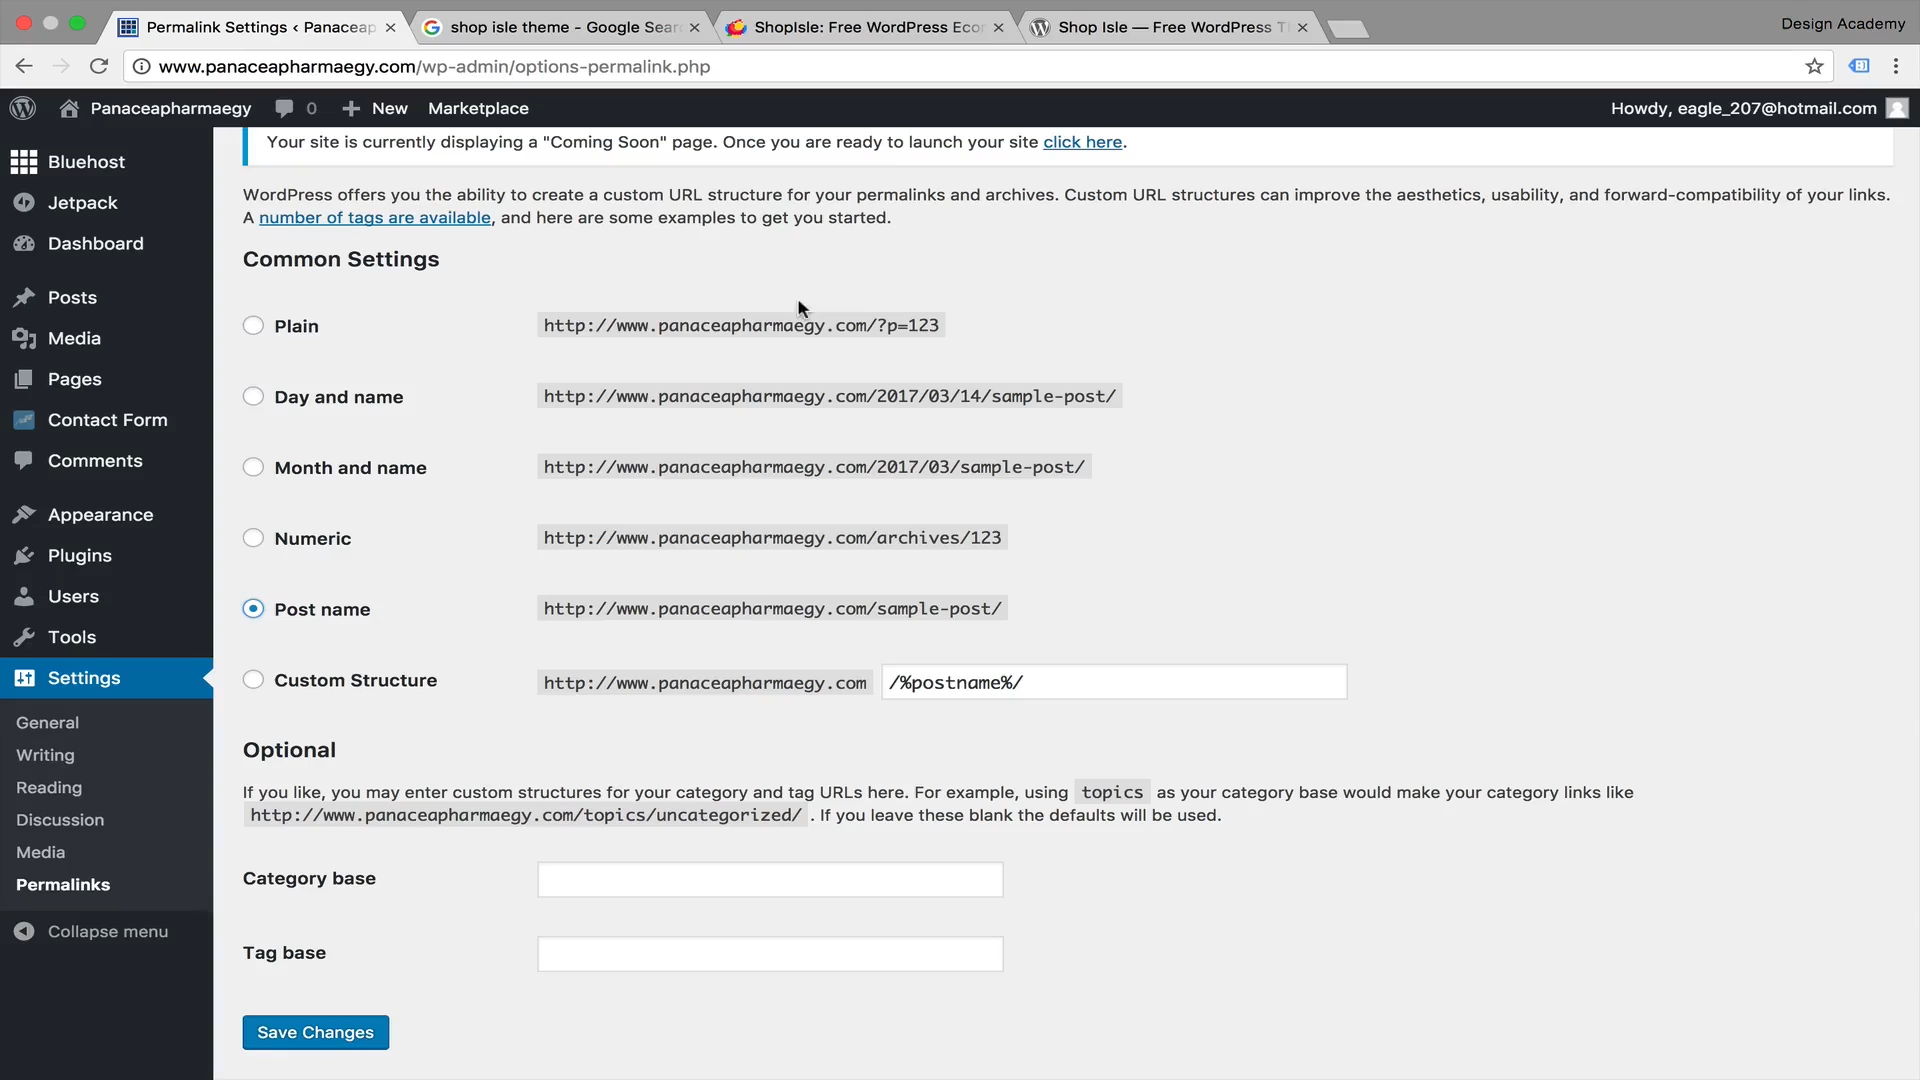 Permalink Settings ‹ Panaceap
shop isle theme - Google Sear
ShopIsle: Free WordPress Ecor
Shop Isle — Free WordPress T
Design Academy
www.panaceapharmaegy.com/wp-admin/options-permalink.php
Panaceapharmaegy
0
New
Marketplace
Howdy, eagle_207@hotmail.com
Bluehost
Jetpack
Dashboard
Posts
Media
Pages
Contact Form
Comments
Appearance
Plugins
Users
Tools
Settings
General
Writing
Reading
Discussion
Media
Permalinks
Collapse menu
Your site is currently displaying a "Coming Soon" page. Once you are ready to launch your site click here.
WordPress offers you the ability to create a custom URL structure for your permalinks and archives. Custom URL structures can improve the aesthetics, usability, and forward-compatibility of your links.
A number of tags are available, and here are some examples to get you started.
Common Settings
Plain http://www.panaceapharmaegy.com/?p=123
Day and name http://www.panaceapharmaegy.com/2017/03/14/sample-post/
Month and name http://www.panaceapharmaegy.com/2017/03/sample-post/
Numeric http://www.panaceapharmaegy.com/archives/123
Post name http://www.panaceapharmaegy.com/sample-post/
Custom Structure http://www.panaceapharmaegy.com /%postname%/
Optional
If you like, you may enter custom structures for your category and tag URLs here. For example, using topics as your category base would make your category links like
http://www.panaceapharmaegy.com/topics/uncategorized/ . If you leave these blank the defaults will be used.
Category base
Tag base
Save Changes